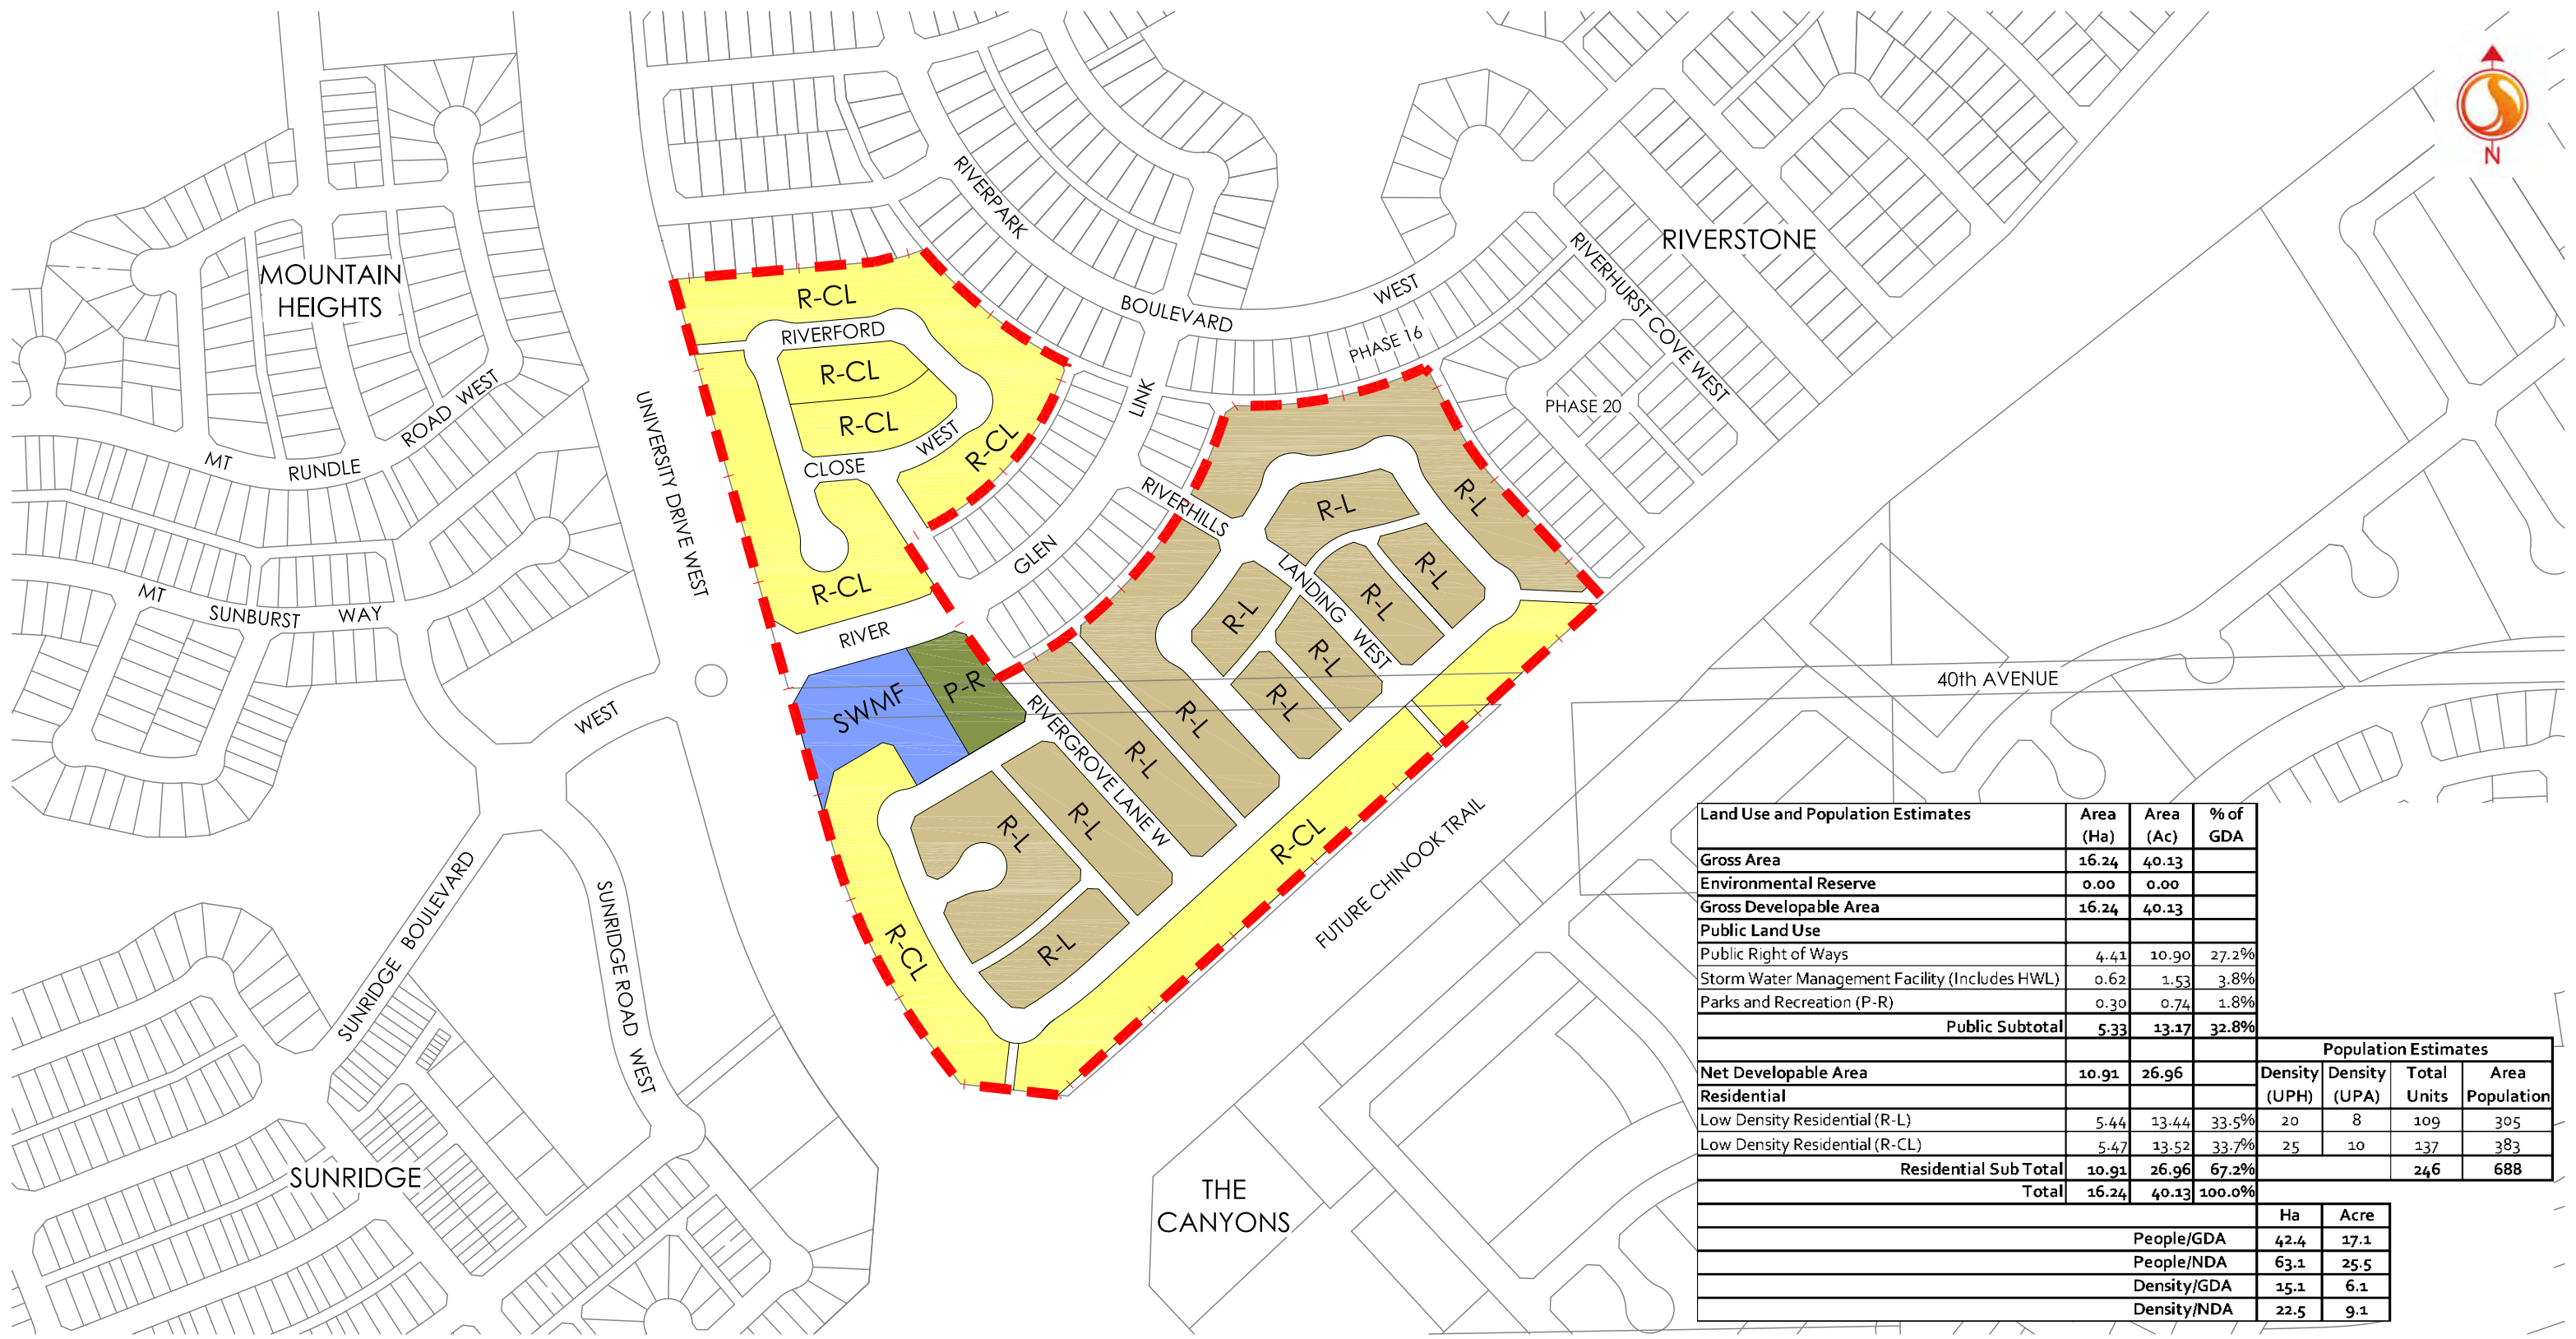 N
MOUNTAIN
HEIGHTS
RIVERSTONE
RIVERPARK
BOULEVARD
WEST
PHASE 16
RIVERHURST COVE WEST
PHASE 20
R-CL
RIVERFORD
R-CL
R-CL
WEST
CLOSE
R-CL
R-CL
LINK
UNIVERSITY DRIVE WEST
ROAD WEST
MT
RUNDLE
MT
SUNBURST
WAY
RIVERHILLS
GLEN
RIVER
WEST
R-L
R-L
R-L
R-L
R-L
R-L
R-L
LANDING WEST
SWMF
P-R
RIVERGROVE LANE W
R-L
R-L
R-L
R-L
R-L
R-CL
R-CL
40th AVENUE
FUTURE CHINOOK TRAIL
SUNRIDGE BOULEVARD
SUNRIDGE ROAD WEST
SUNRIDGE
THE
CANYONS
Land Use and Population Estimates Area (Ha) Area (Ac) % of GDA
Gross Area 16.24 40.13
Environmental Reserve 0.00 0.00
Gross Developable Area 16.24 40.13
Public Land Use
Public Right of Ways 4.41 10.90 27.2%
Storm Water Management Facility (Includes HWL) 0.62 1.53 3.8%
Parks and Recreation (P-R) 0.30 0.74 1.8%
Public Subtotal 5.33 13.17 32.8%
Population Estimates
Net Developable Area 10.91 26.96 Density (UPH) Density (UPA) Total Units Area Population
Residential
Low Density Residential (R-L) 5.44 13.44 33.5% 20 8 109 305
Low Density Residential (R-CL) 5.47 13.52 33.7% 25 10 137 383
Residential Sub Total 10.91 26.96 67.2% 246 688
Total 16.24 40.13 100.0%
Ha Acre
People/GDA 42.4 17.1
People/NDA 63.1 25.5
Density/GDA 15.1 6.1
Density/NDA 22.5 9.1